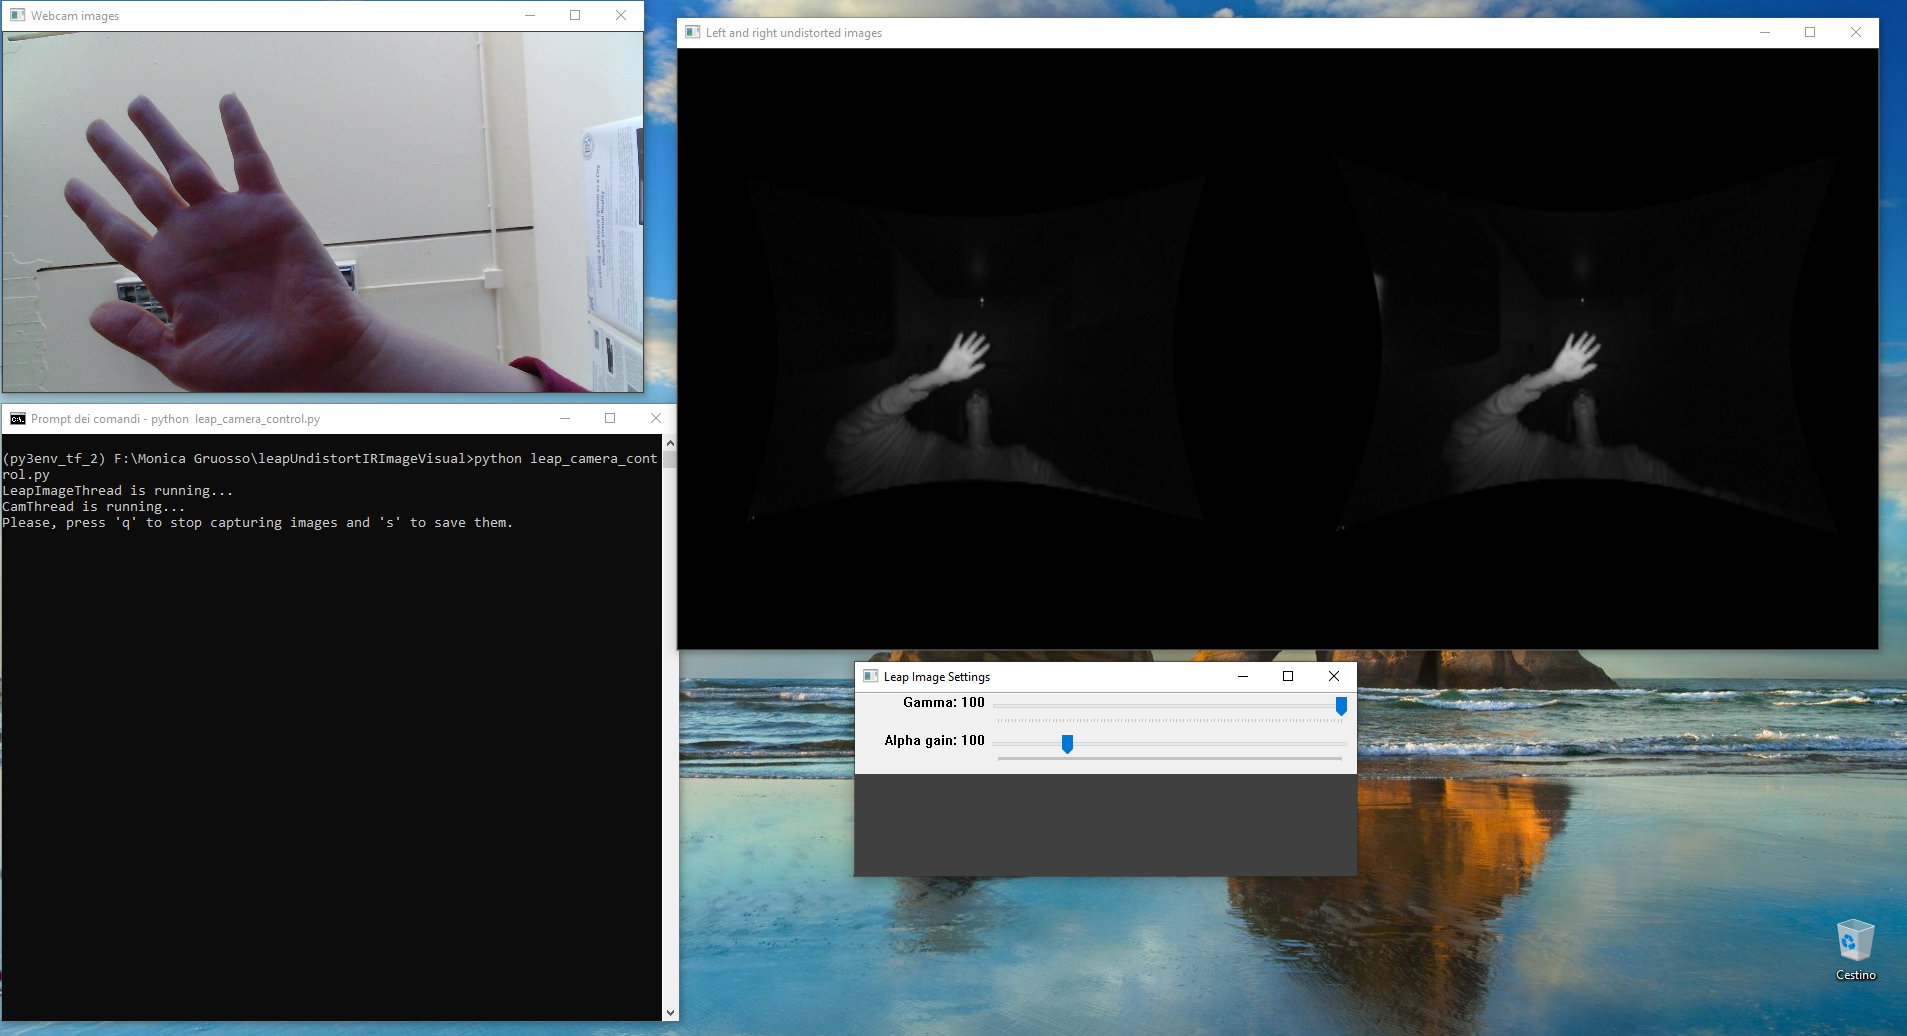 Webcam images
Left and right undistorted images
Prompt dei comandi - python  leap_camera_control.py
(py3env_tf_2) F:\Monica Gruosso\leapUndistortIRImageVisual>python leap_camera_cont
rol.py
LeapImageThread is running...
CamThread is running...
Please, press 'q' to stop capturing images and 's' to save them.
Leap Image Settings
Gamma: 100
Alpha gain: 100
Cestino